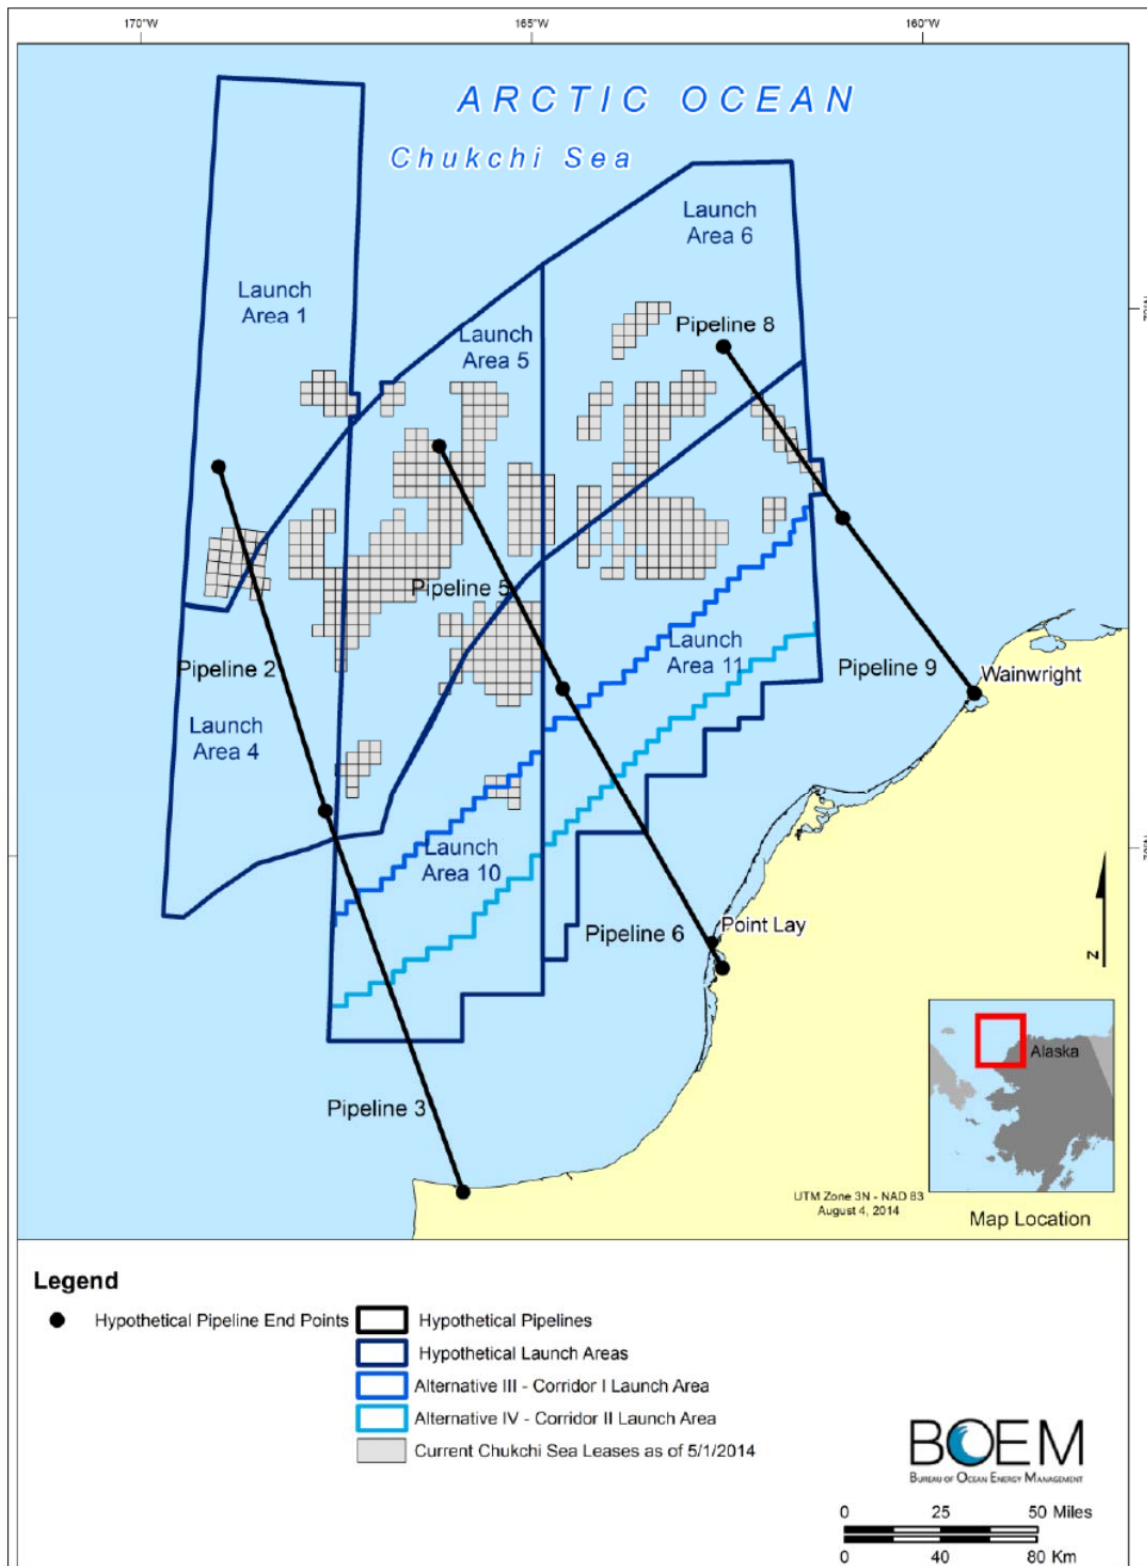 170°W 165°W 160°W
ARCTIC OCEAN
Chukchi Sea
Launch
Area 6
Launch
Area 1
Launch
Area 5
Pipeline 8
Pipeline 5
Launch
Area 11
Pipeline 2
Pipeline 9
Wainwright
Launch
Area 4
Launch
Area 10
Pipeline 6
Point Lay
N
Alaska
Pipeline 3
UTM Zone 3N - NAD 83
August 4, 2014
Map Location
Legend
Hypothetical Pipeline End Points
Hypothetical Pipelines
Hypothetical Launch Areas
Alternative III - Corridor I Launch Area
Alternative IV - Corridor II Launch Area
Current Chukchi Sea Leases as of 5/1/2014
BOEM
BUREAU OF OCEAN ENERGY MANAGEMENT
0 25 50 Miles
0 40 80 Km